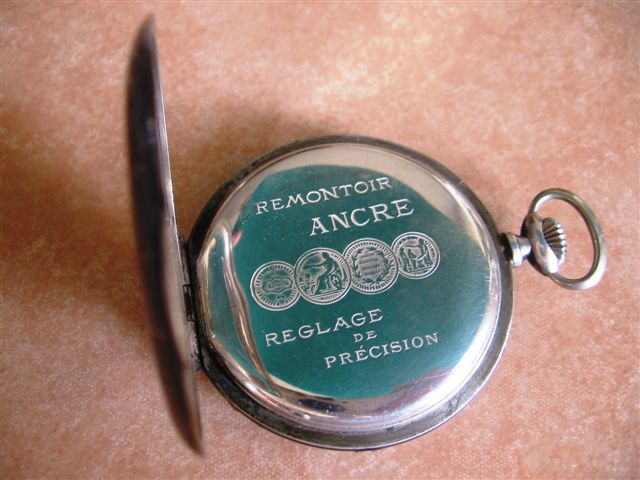 REMONTOIR
ANCRE
REGLAGE
DE
PRÉCISION